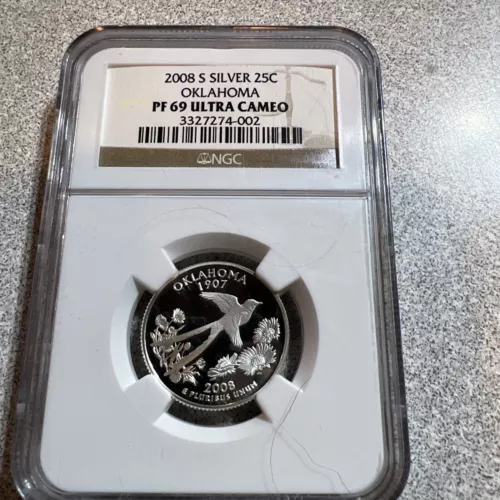 2008 S SILVER 25C
OKLAHOMA
PF 69 ULTRA CAMEO
3327274-002
NGC
OKLAHOMA
1907
2008
E PLURIBUS UNUM